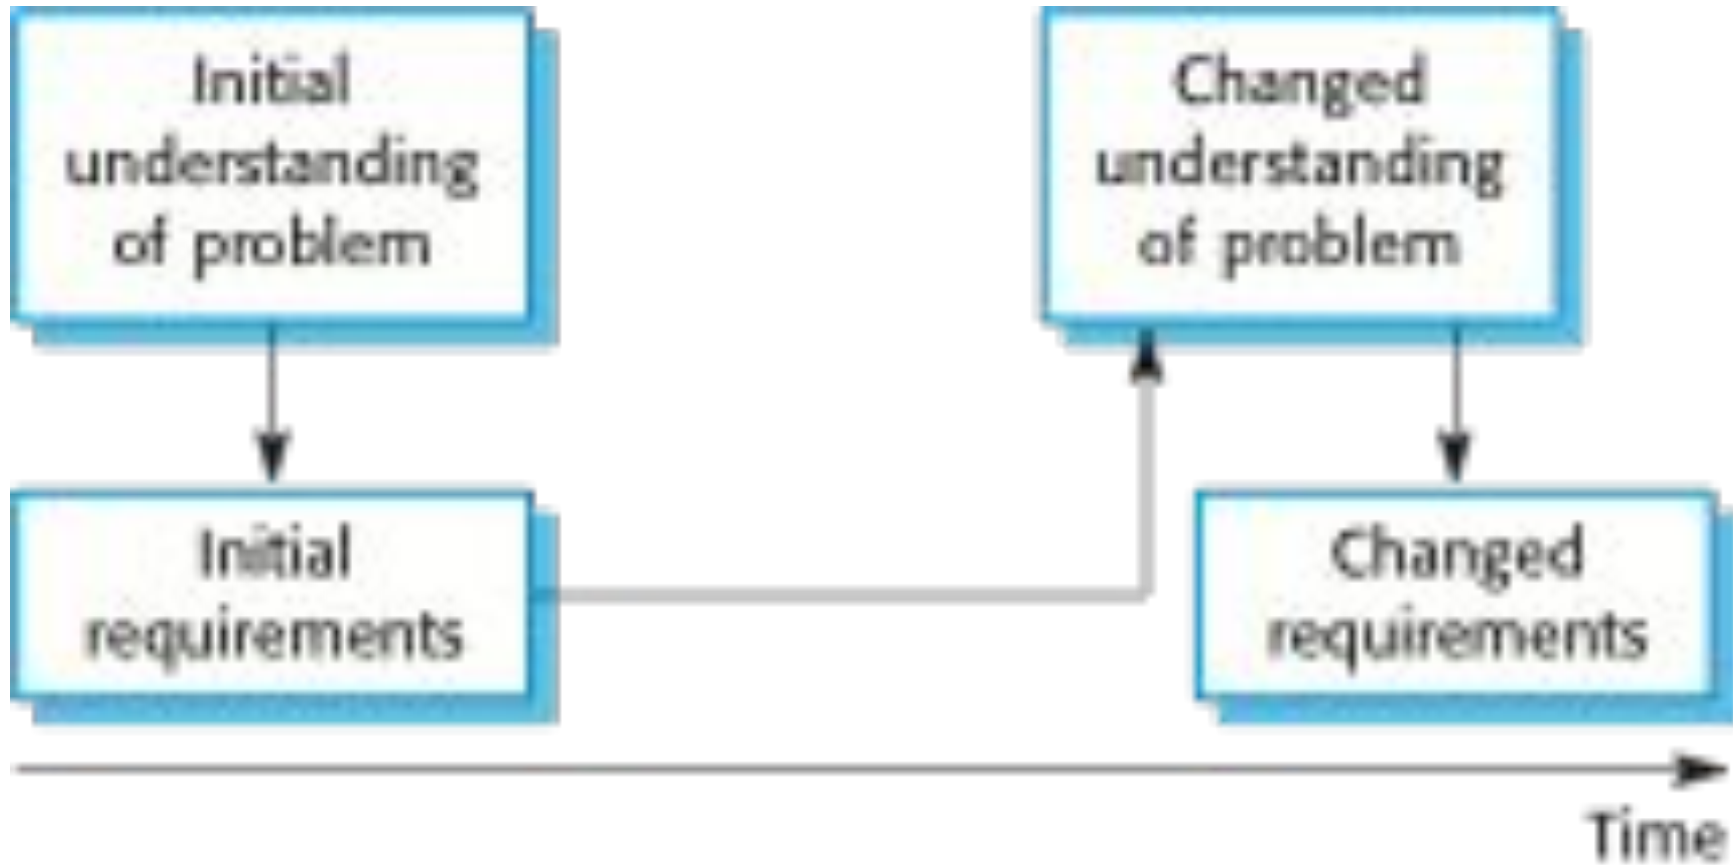 Initial
understanding
of problem
Changed
understanding
of problem
Initial
requirements
Changed
requirements
Time